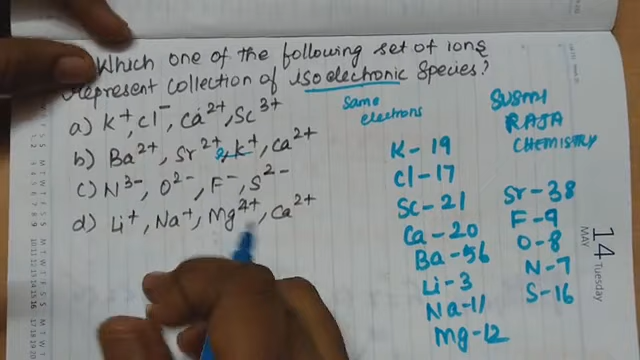 Which one of the following set of ions
represent collection of isoelectronic species?
a) K⁺, Cl⁻, Ca²⁺, Sc³⁺
b) Ba²⁺, Sr²⁺, K⁺, Ca²⁺
c) N³⁻, O²⁻, F⁻, S²⁻
d) Li⁺, Na⁺, Mg²⁺, Ca²⁺
Same
electrons
K - 19
Cl - 17
Sc - 21
Ca - 20
Ba - 56
Li - 3
Na - 11
Mg - 12
SUSMI
RAJA
CHEMISTRY
Sr - 38
F - 9
O - 8
N - 7
S - 16
MAY
14
Tuesday